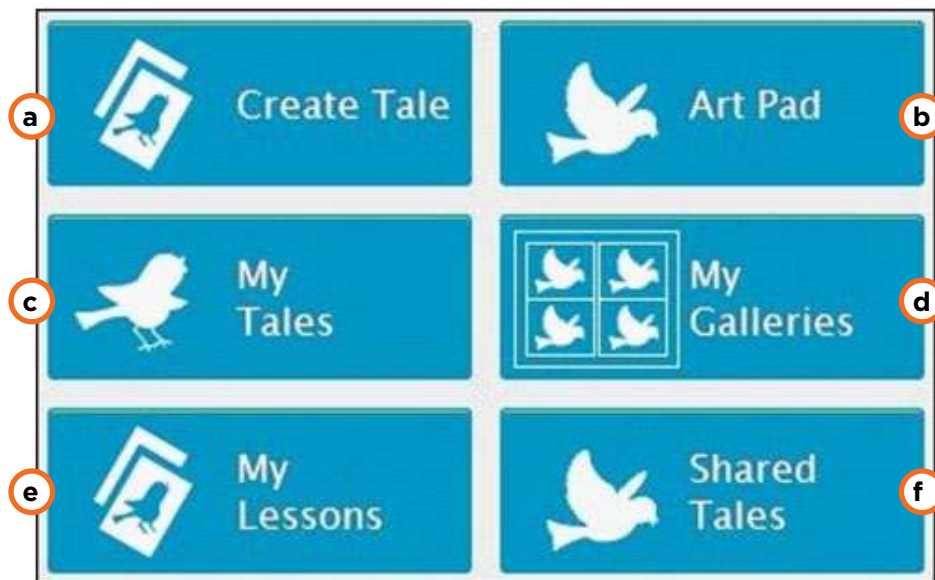 a
Create Tale
Art Pad
b
c
My
Tales
My
Galleries
d
e
My
Lessons
Shared
Tales
f